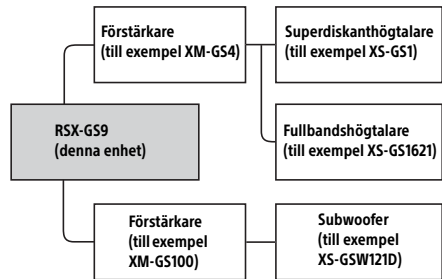 Förstärkare
(till exempel XM-GS4)
Superdiskanthögtalare
(till exempel XS-GS1)
RSX-GS9
(denna enhet)
Fullbandshögtalare
(till exempel XS-GS1621)
Förstärkare
(till exempel
XM-GS100)
Subwoofer
(till exempel
XS-GSW121D)